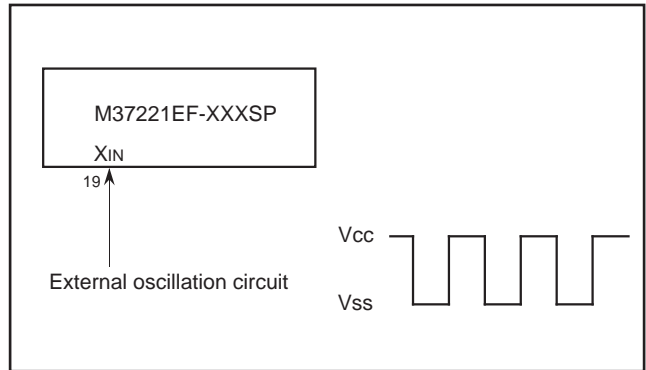 M37221EF-XXXSP
XIN
19
External oscillation circuit
Vcc
Vss